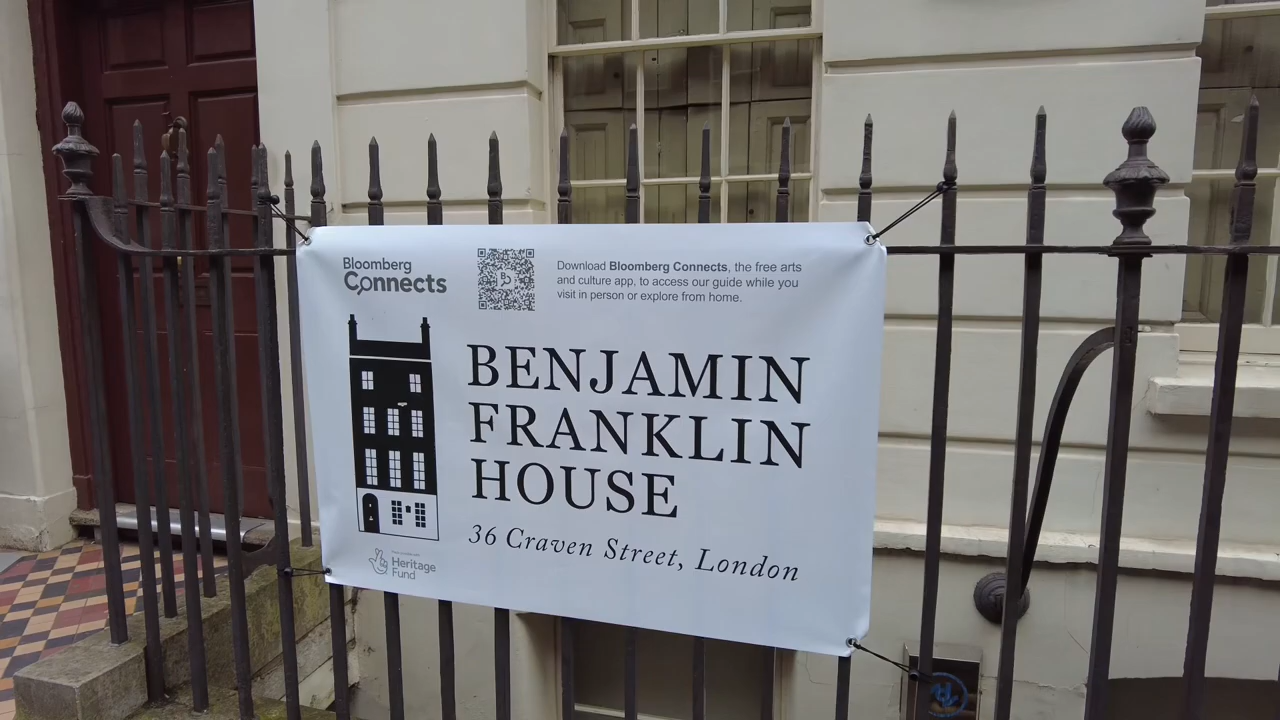 Bloomberg
Connects
Download Bloomberg Connects, the free arts
and culture app, to access our guide while you
visit in person or explore from home.
BENJAMIN
FRANKLIN
HOUSE
36 Craven Street, London
Heritage
Fund